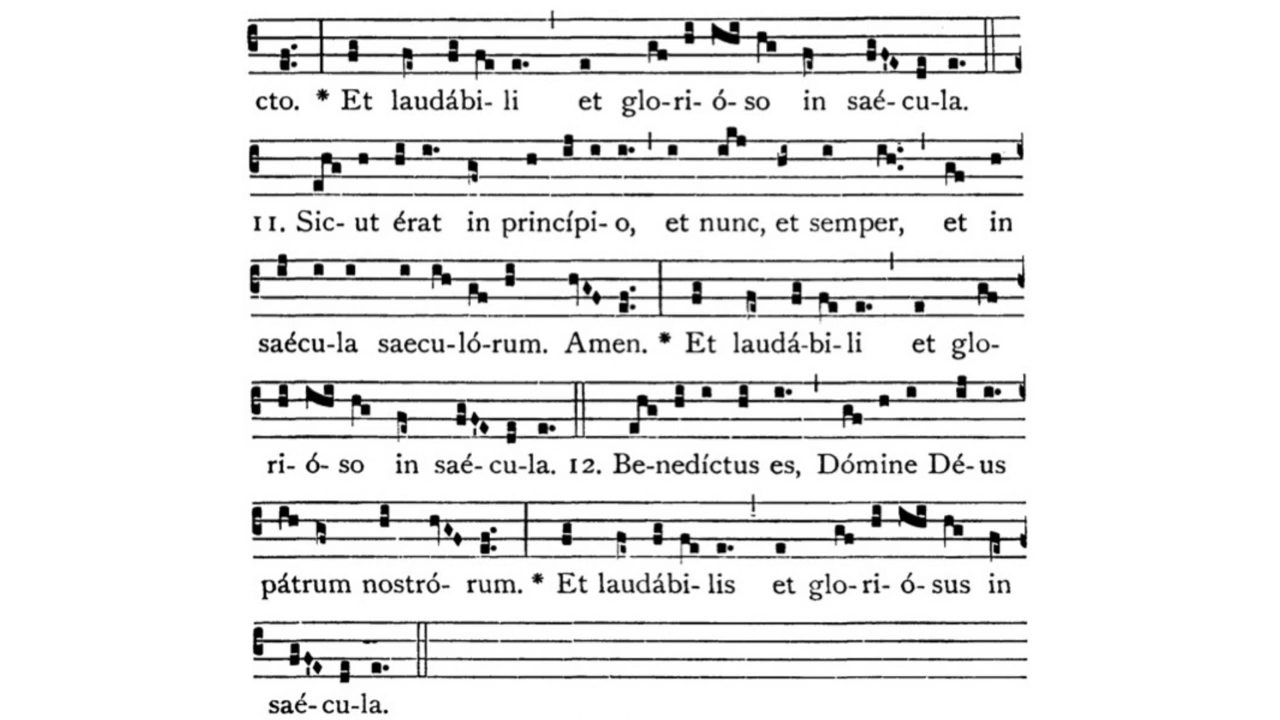 cto. * Et laudábi- li et glo-ri- ó- so in saé- cu-la.
11. Sic- ut érat in princípi- o, et nunc, et semper, et in
saécu-la saecu-ló-rum. Amen. * Et laudá-bi- li et glo-
ri- ó- so in saé- cu-la. 12. Be-nedíctus es, Dómine Dé- us
pátrum nostró- rum. * Et laudábi- lis et glo- ri- ó- sus in
saé- cu-la.